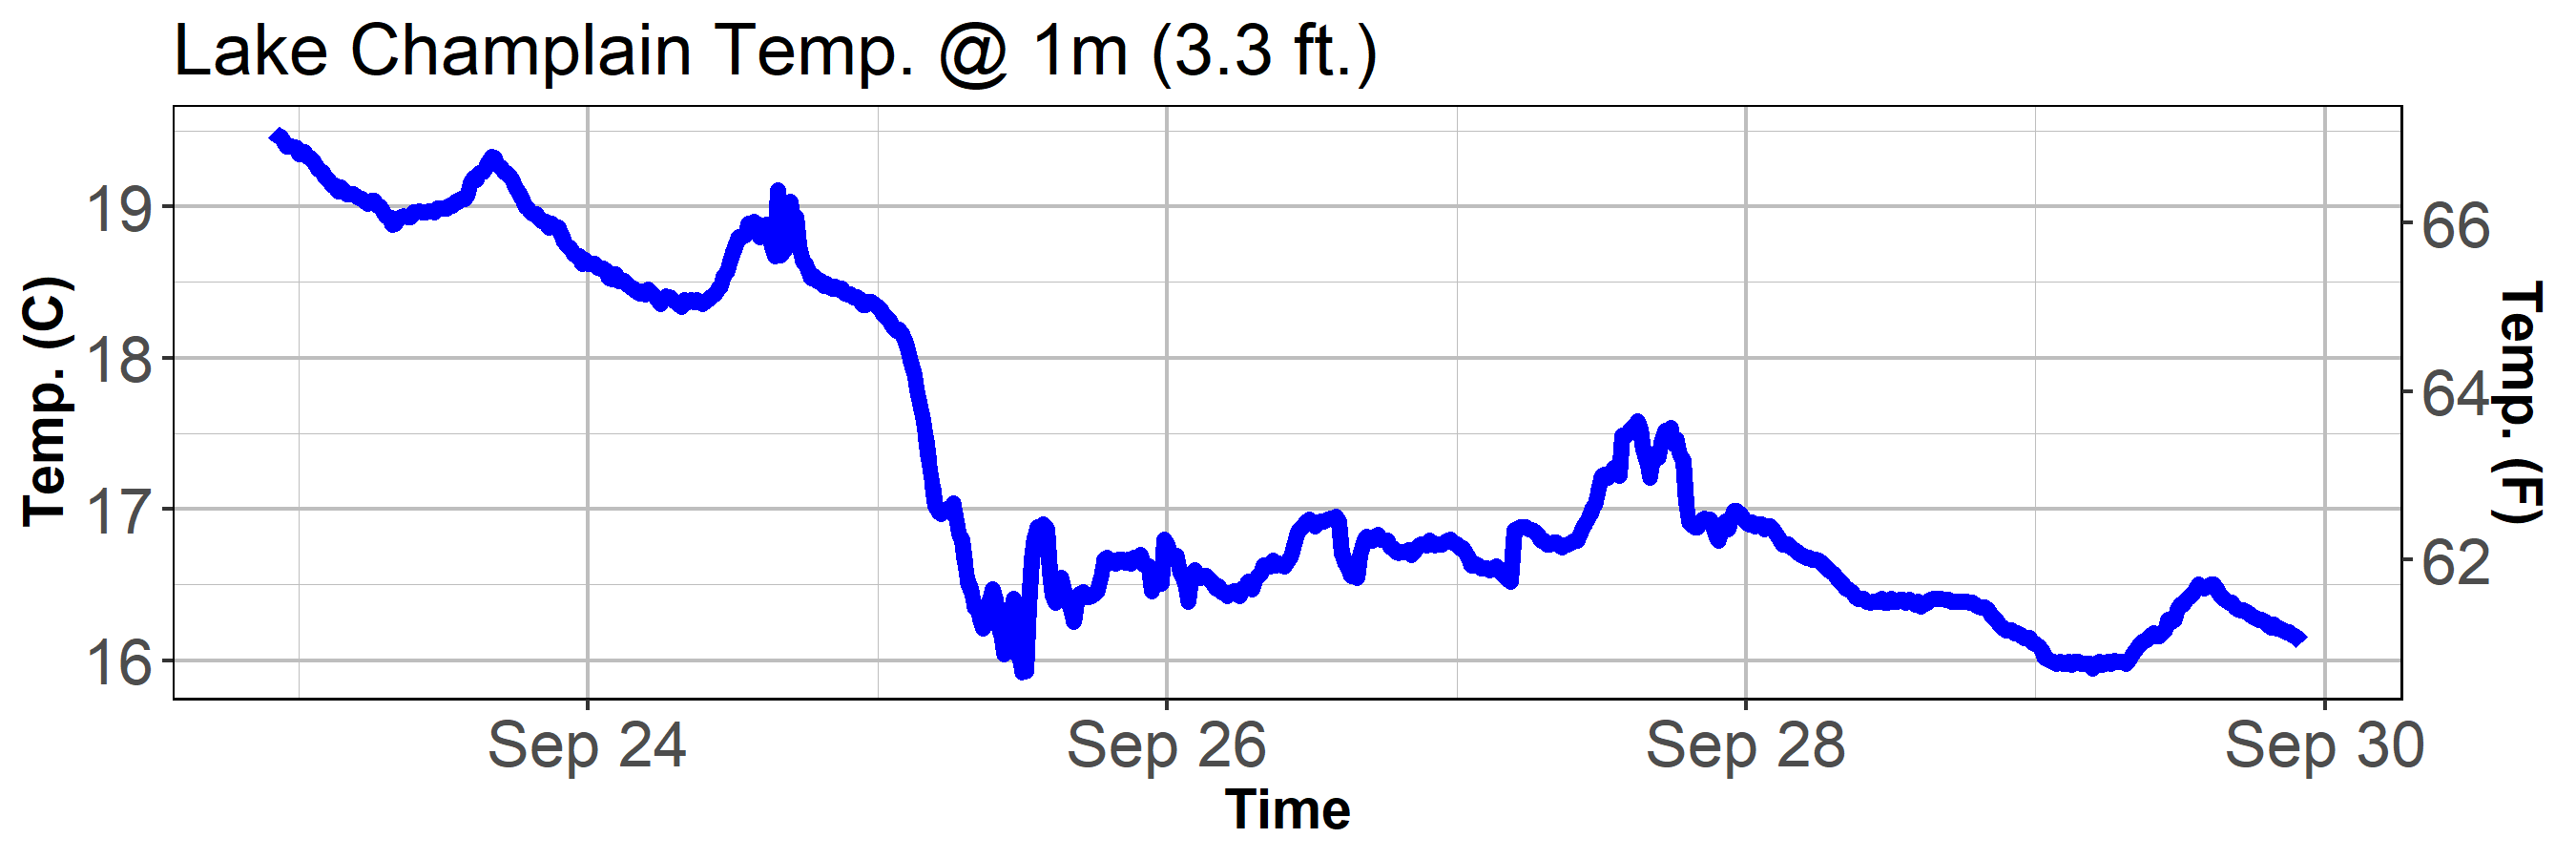 Lake Champlain Temp. @ 1m (3.3 ft.)
Temp. (C)
19
18
17
16
66
64
62
Temp. (F)
Sep 24
Sep 26
Sep 28
Sep 30
Time